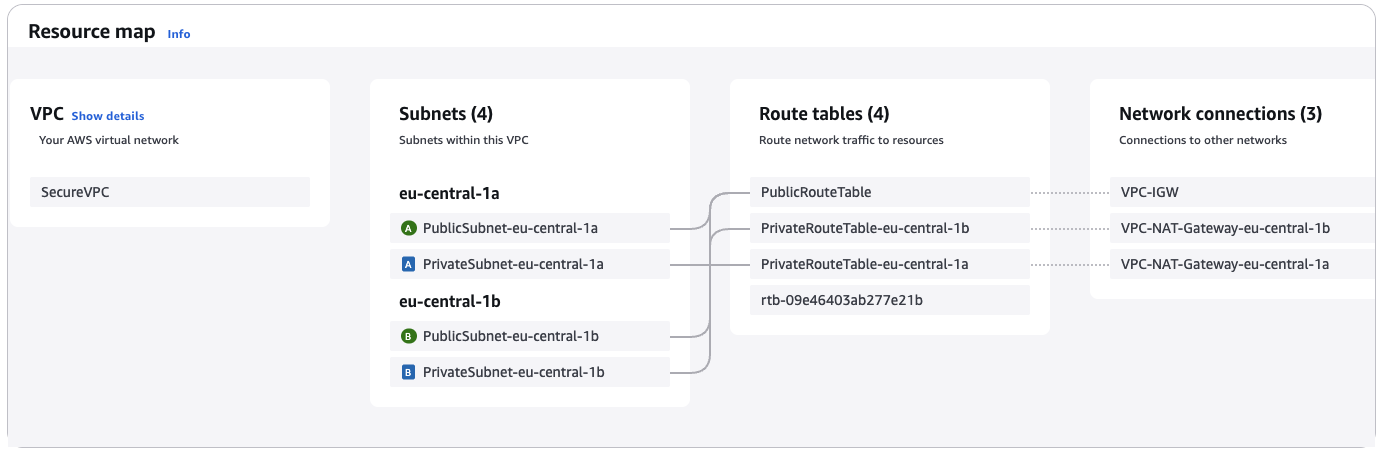 Resource map Info
VPC Show details
Your AWS virtual network
SecureVPC
Subnets (4)
Subnets within this VPC
eu-central-1a
A PublicSubnet-eu-central-1a
A PrivateSubnet-eu-central-1a
eu-central-1b
B PublicSubnet-eu-central-1b
B PrivateSubnet-eu-central-1b
Route tables (4)
Route network traffic to resources
PublicRouteTable
PrivateRouteTable-eu-central-1b
PrivateRouteTable-eu-central-1a
rtb-09e46403ab277e21b
Network connections (3)
Connections to other networks
VPC-IGW
VPC-NAT-Gateway-eu-central-1b
VPC-NAT-Gateway-eu-central-1a